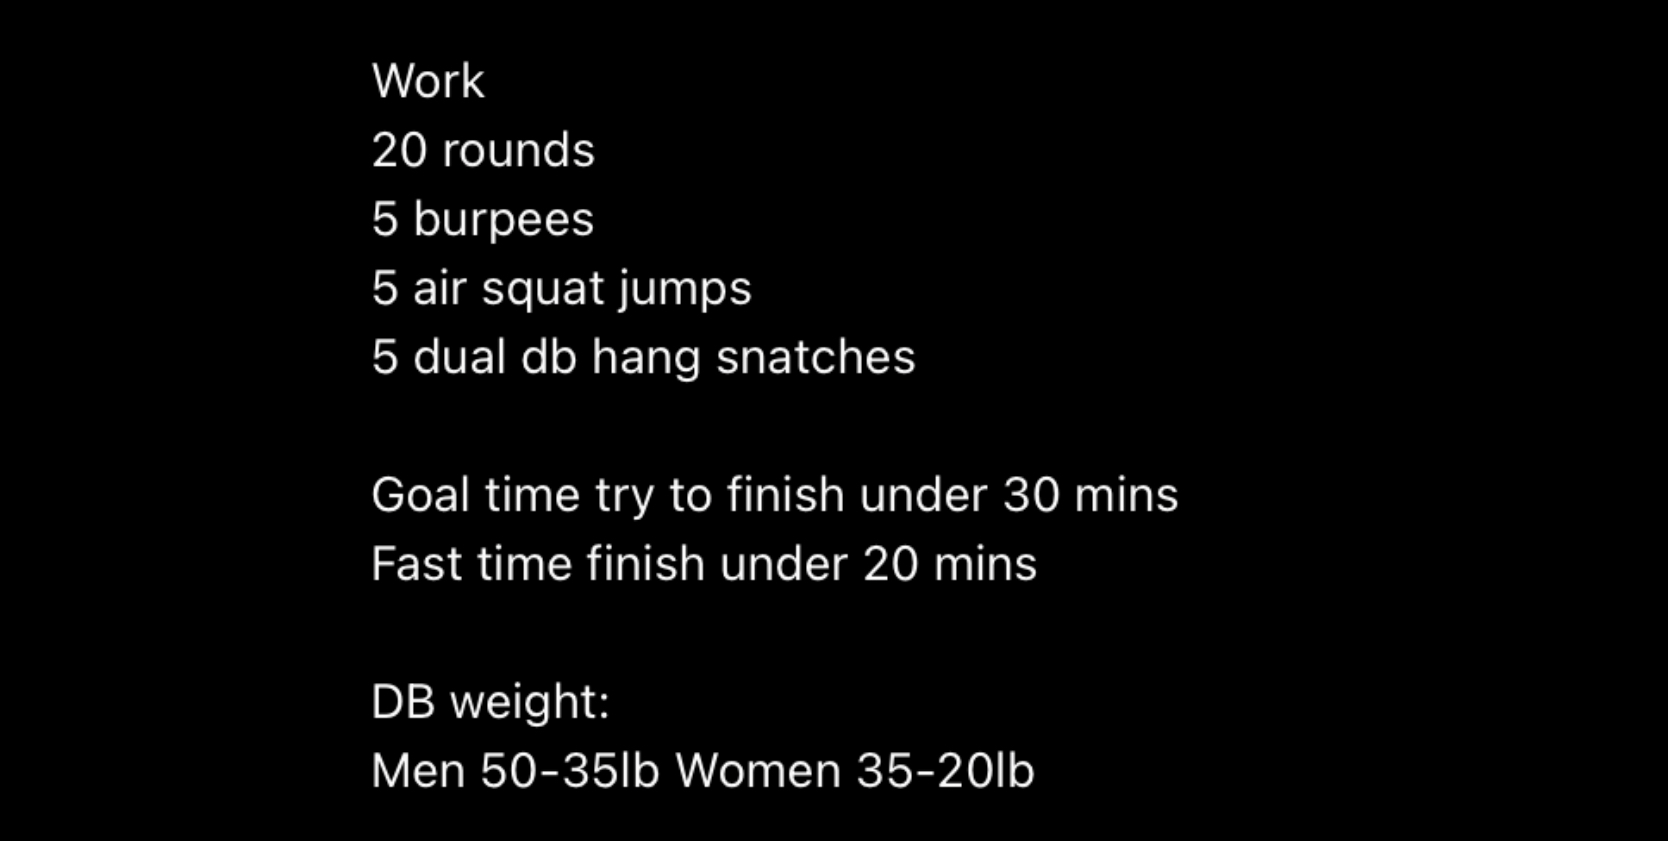 Work
20 rounds
5 burpees
5 air squat jumps
5 dual db hang snatches
Goal time try to finish under 30 mins
Fast time finish under 20 mins
DB weight:
Men 50-35lb Women 35-20lb